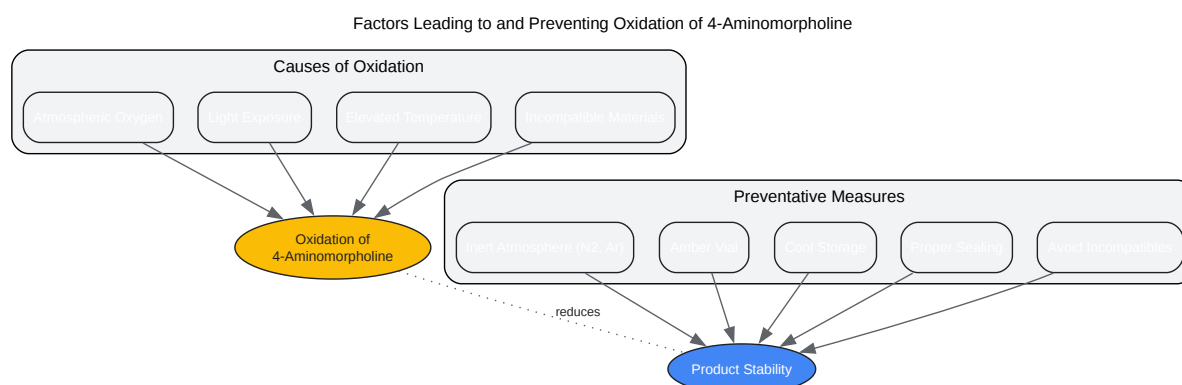 Factors Leading to and Preventing Oxidation of 4-Aminomorpholine
Causes of Oxidation
Atmospheric Oxygen
Light Exposure
Elevated Temperature
Incompatible Materials
Preventative Measures
Inert Atmosphere (N2, Ar)
Amber Vial
Cool Storage
Proper Sealing
Avoid Incompatibles
Oxidation of
4-Aminomorpholine
reduces
Product Stability